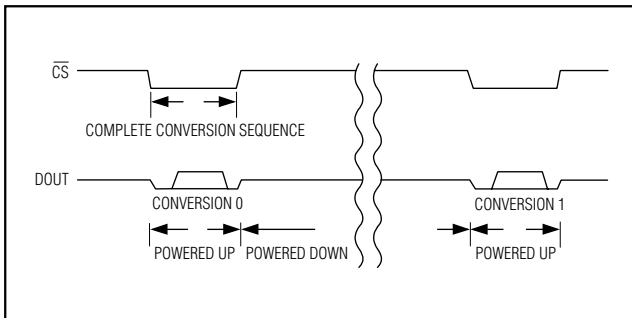 CS
COMPLETE CONVERSION SEQUENCE
DOUT
CONVERSION 0
CONVERSION 1
POWERED UP
POWERED DOWN
POWERED UP